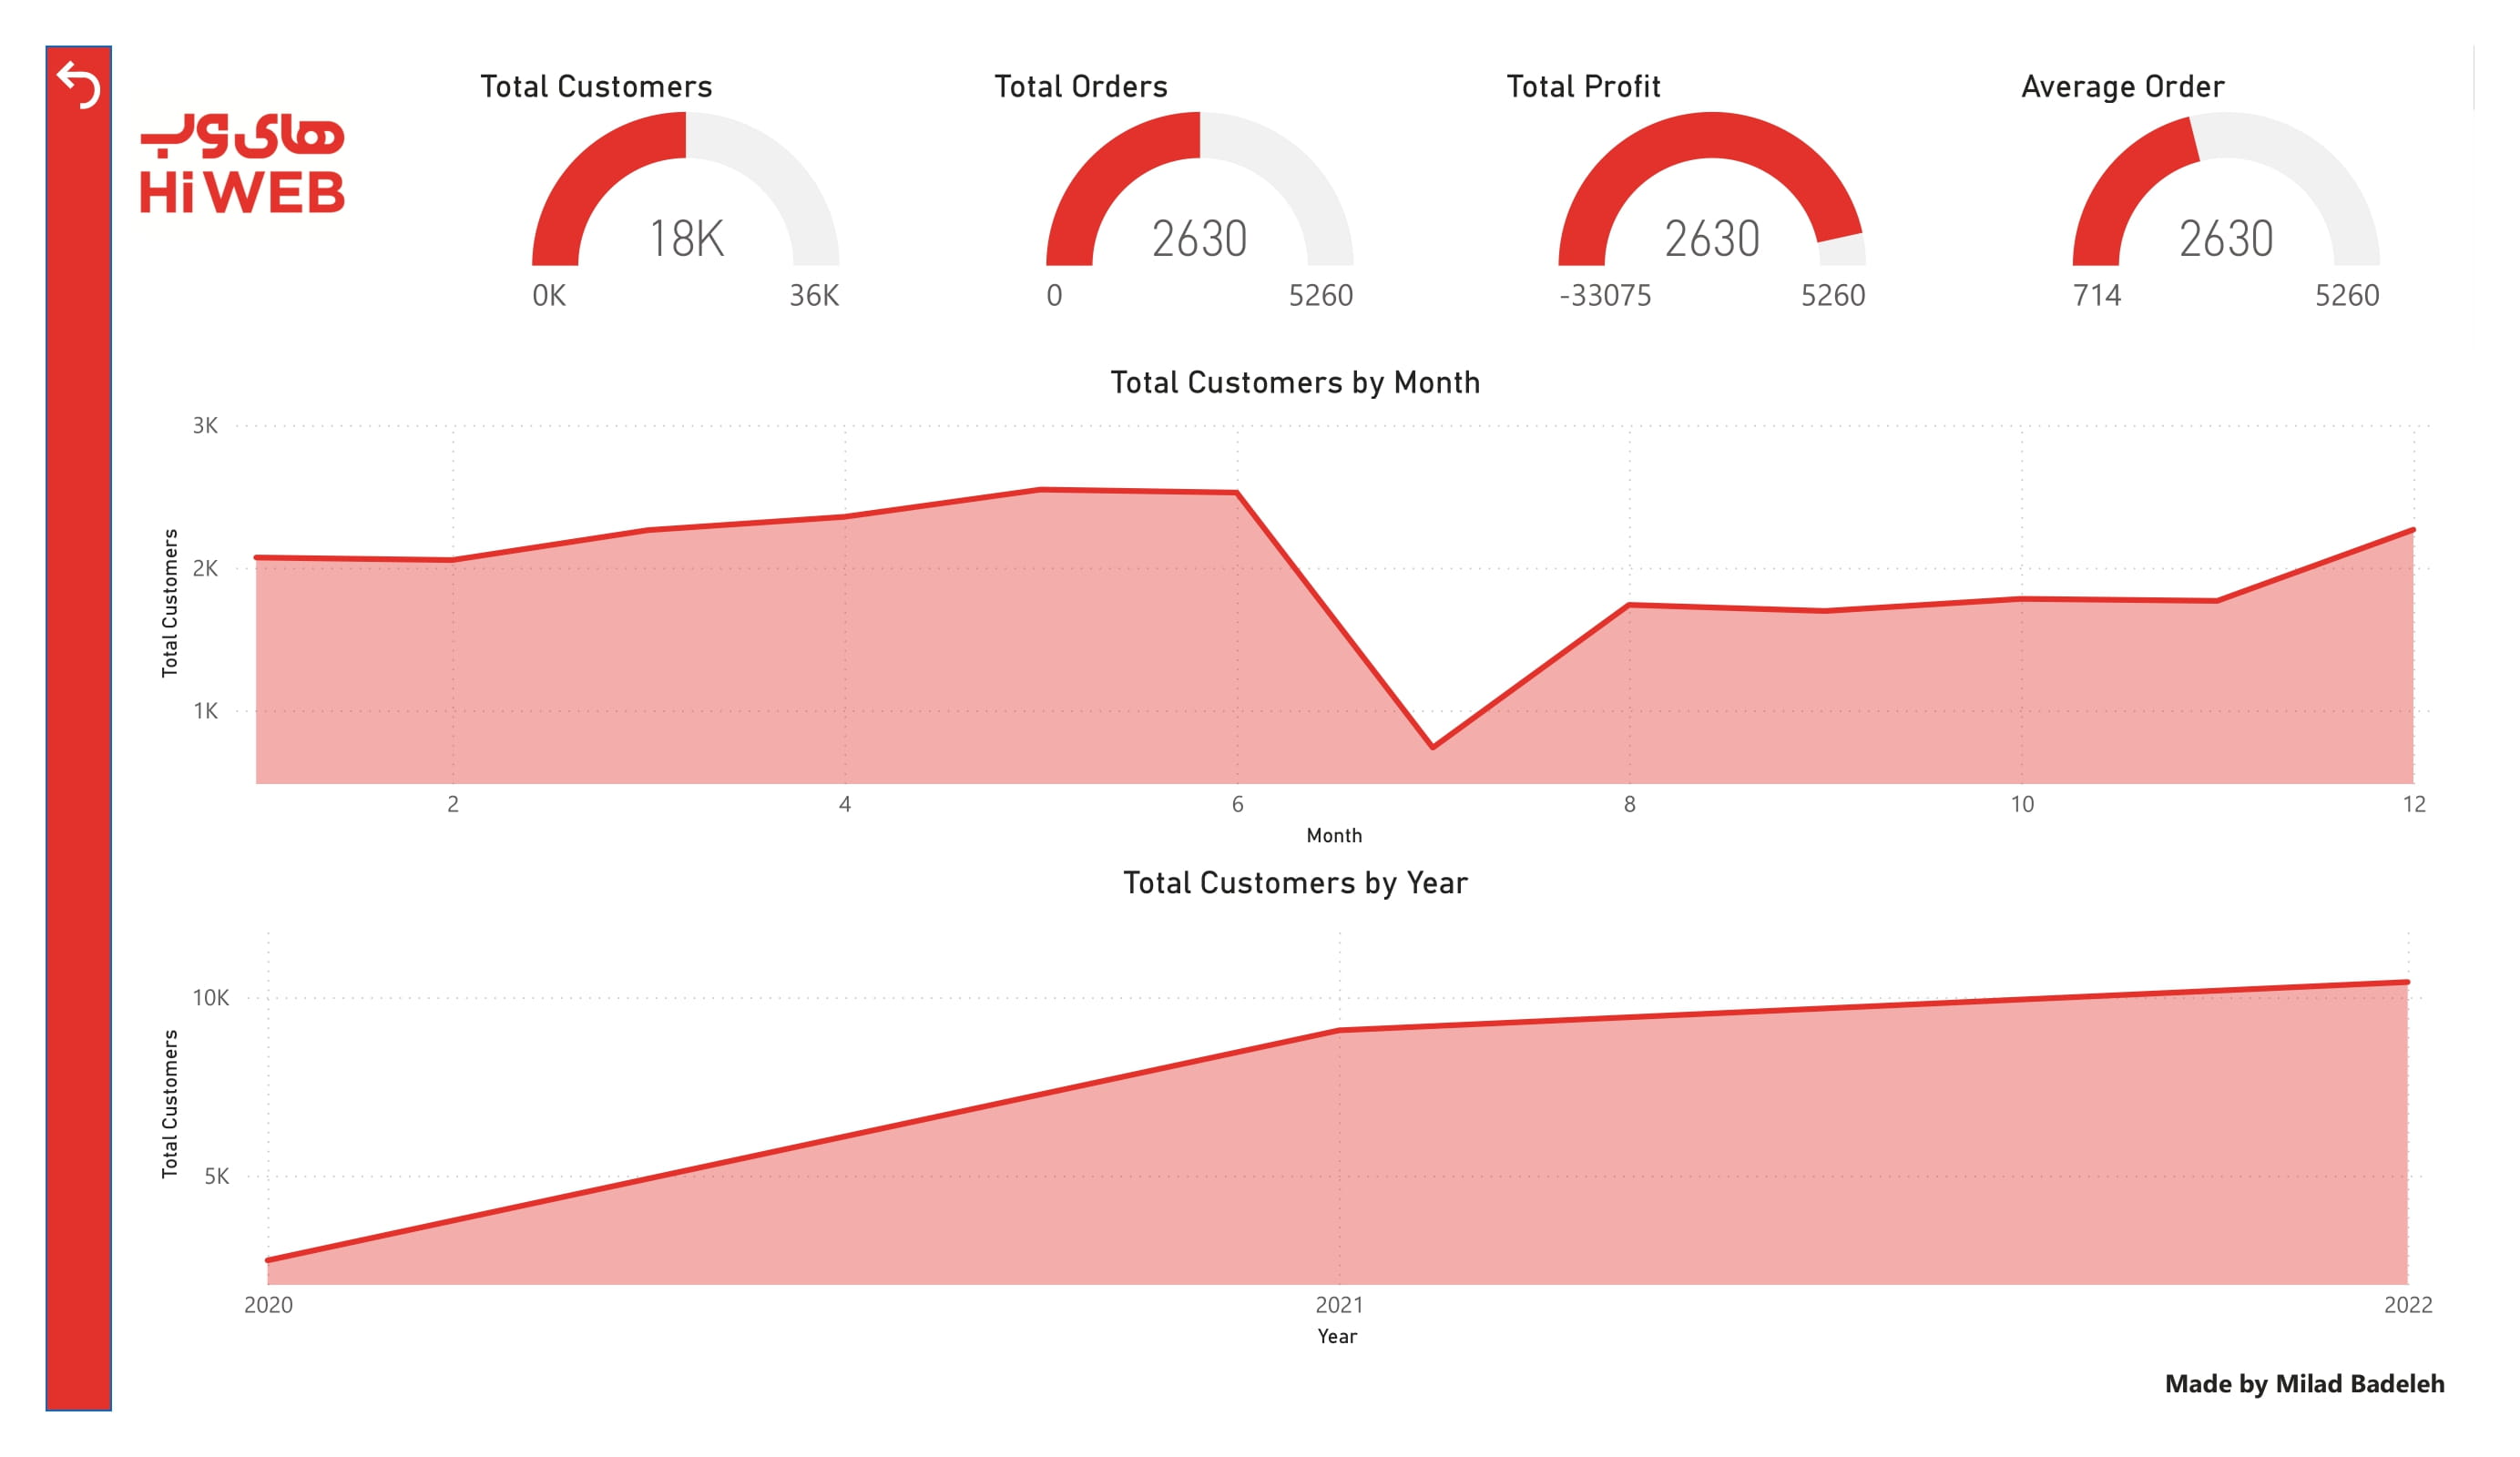 های وب
HiWEB
Total Customers
18K
0K 36K
Total Orders
2630
0 5260
Total Profit
2630
-33075 5260
Average Order
2630
714 5260
Total Customers by Month
Total Customers
3K
2K
1K
2 4 6 8 10 12
Month
Total Customers by Year
Total Customers
10K
5K
2020 2021 2022
Year
Made by Milad Badeleh